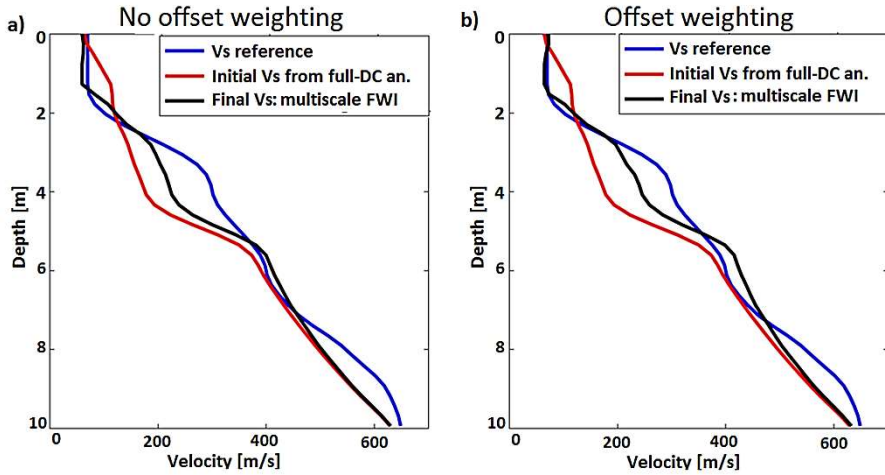 a) No offset weighting
Vs reference
Initial Vs from full-DC an.
Final Vs: multiscale FWI
0
2
4
6
8
10
Depth [m]
0 200 400 600
Velocity [m/s]
b) Offset weighting
Vs reference
Initial Vs from full-DC an.
Final Vs: multiscale FWI
0
2
4
6
8
10
Depth [m]
0 200 400 600
Velocity [m/s]